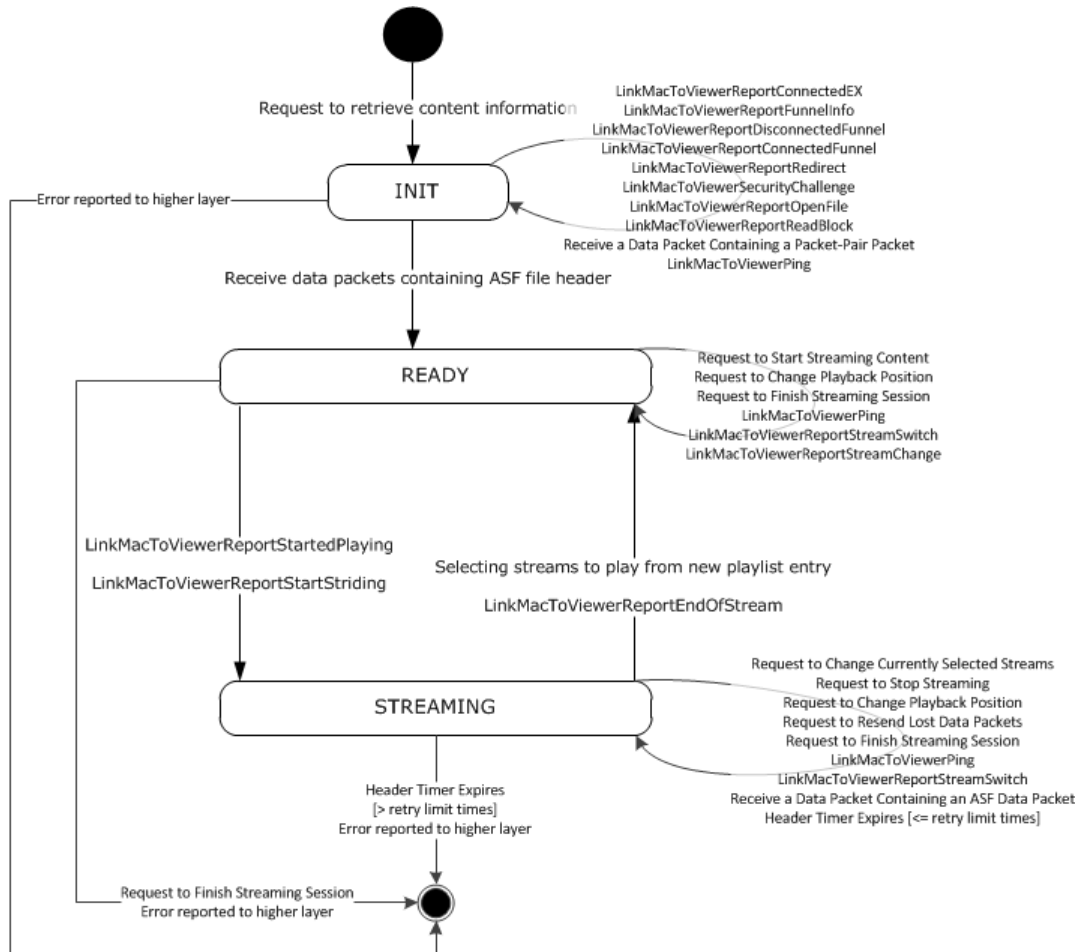 Request to retrieve content information
LinkMacToViewerReportConnectedEX
LinkMacToViewerReportFunnelInfo
LinkMacToViewerReportDisconnectedFunnel
LinkMacToViewerReportConnectedFunnel
LinkMacToViewerReportRedirect
LinkMacToViewerSecurityChallenge
LinkMacToViewerReportOpenFile
LinkMacToViewerReportReadBlock
Receive a Data Packet Containing a Packet-Pair Packet
LinkMacToViewerPing
INIT
Error reported to higher layer
Receive data packets containing ASF file header
READY
Request to Start Streaming Content
Request to Change Playback Position
Request to Finish Streaming Session
LinkMacToViewerPing
LinkMacToViewerReportStreamSwitch
LinkMacToViewerReportStreamChange
LinkMacToViewerReportStartedPlaying
LinkMacToViewerReportStartStriding
Selecting streams to play from new playlist entry
LinkMacToViewerReportEndOfStream
STREAMING
Request to Change Currently Selected Streams
Request to Stop Streaming
Request to Change Playback Position
Request to Resend Lost Data Packets
Request to Finish Streaming Session
LinkMacToViewerPing
LinkMacToViewerReportStreamSwitch
Receive a Data Packet Containing an ASF Data Packet
Header Timer Expires [<= retry limit times]
Header Timer Expires
[> retry limit times]
Error reported to higher layer
Request to Finish Streaming Session
Error reported to higher layer